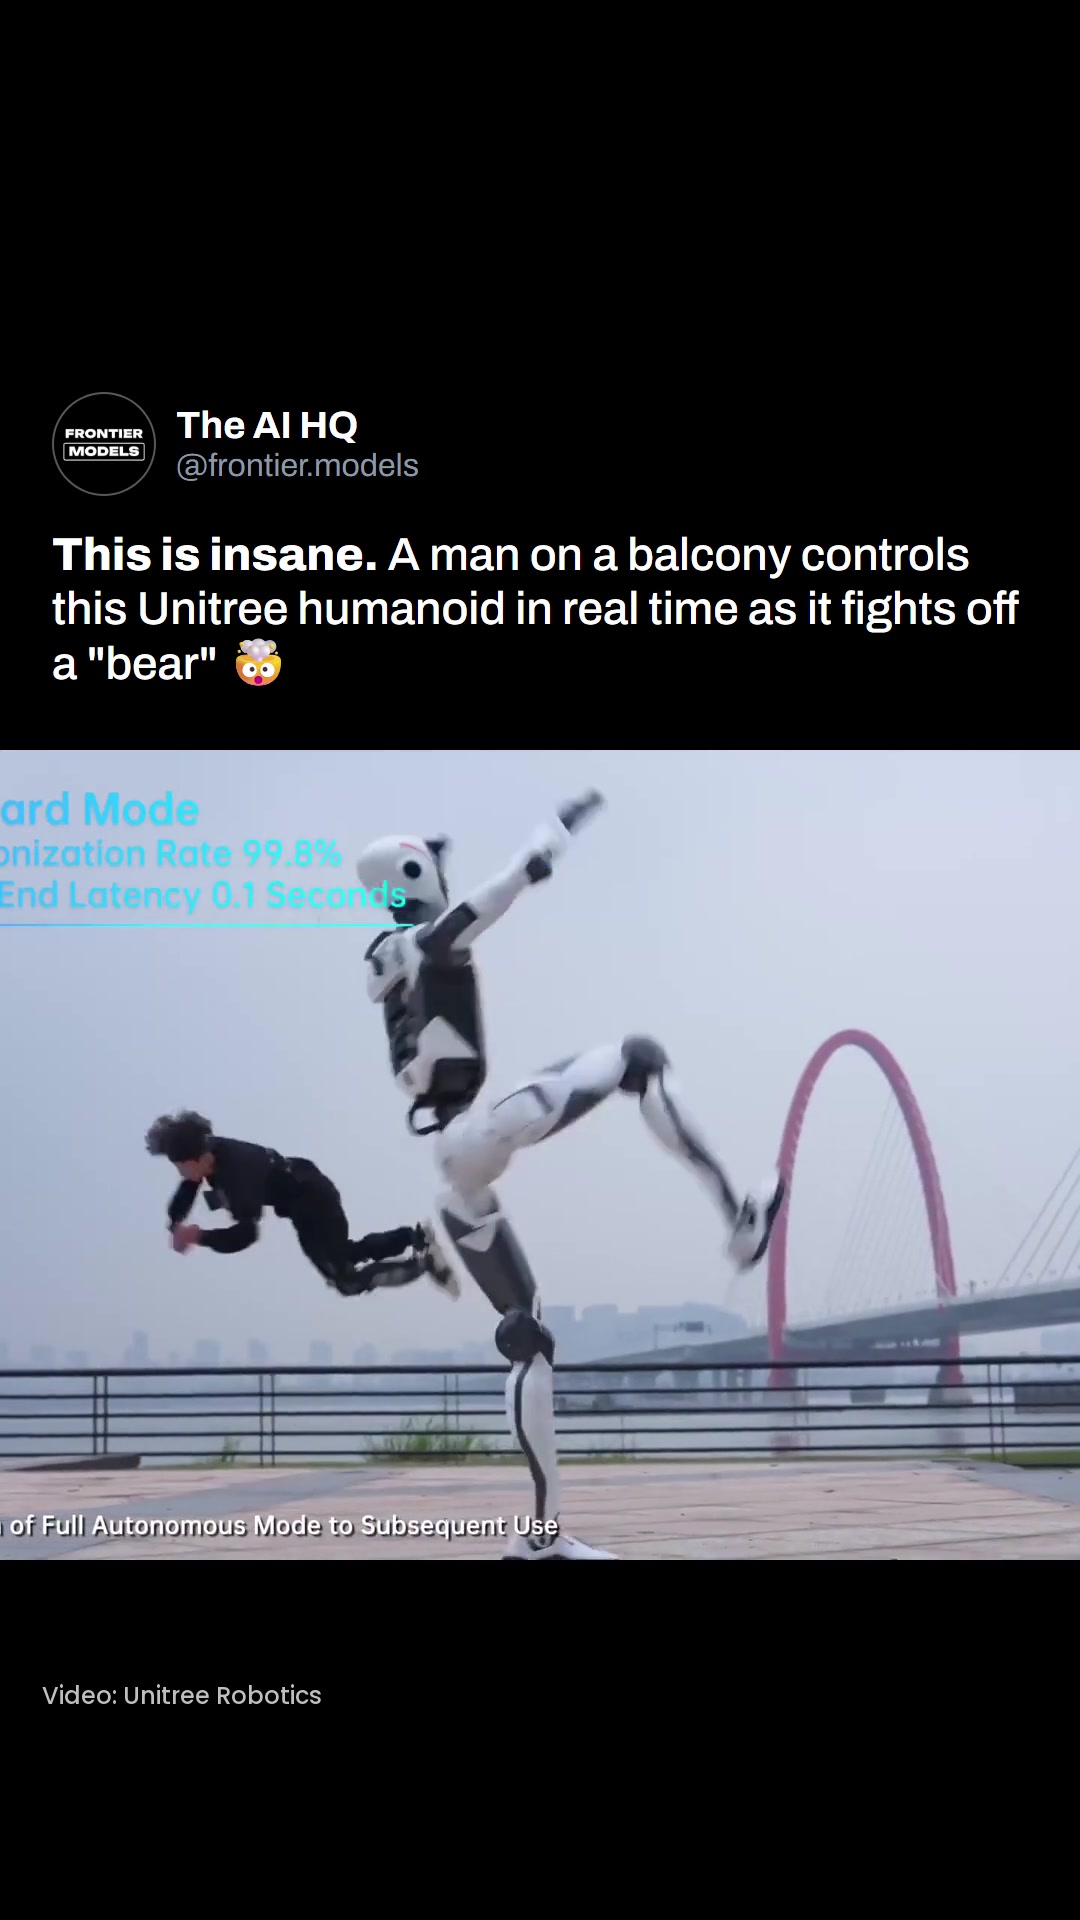 FRONTIER
MODELS
The AI HQ
@frontier.models
This is insane. A man on a balcony controls
this Unitree humanoid in real time as it fights off
a "bear" 🤯
ard Mode
onization Rate 99.8%
End Latency 0.1 Seconds
of Full Autonomous Mode to Subsequent Use
Video: Unitree Robotics